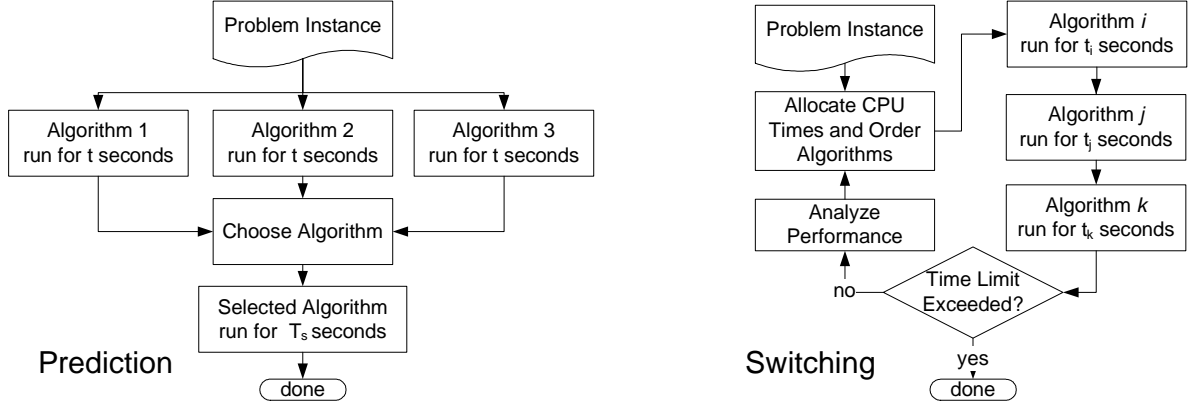 Problem Instance
Algorithm 1
run for t seconds
Algorithm 2
run for t seconds
Algorithm 3
run for t seconds
Choose Algorithm
Selected Algorithm
run for Tₛ seconds
done
Prediction
Problem Instance
Allocate CPU
Times and Order
Algorithms
Analyze
Performance
Algorithm i
run for tᵢ seconds
Algorithm j
run for tⱼ seconds
Algorithm k
run for tₖ seconds
Time Limit
Exceeded?
no
yes
done
Switching